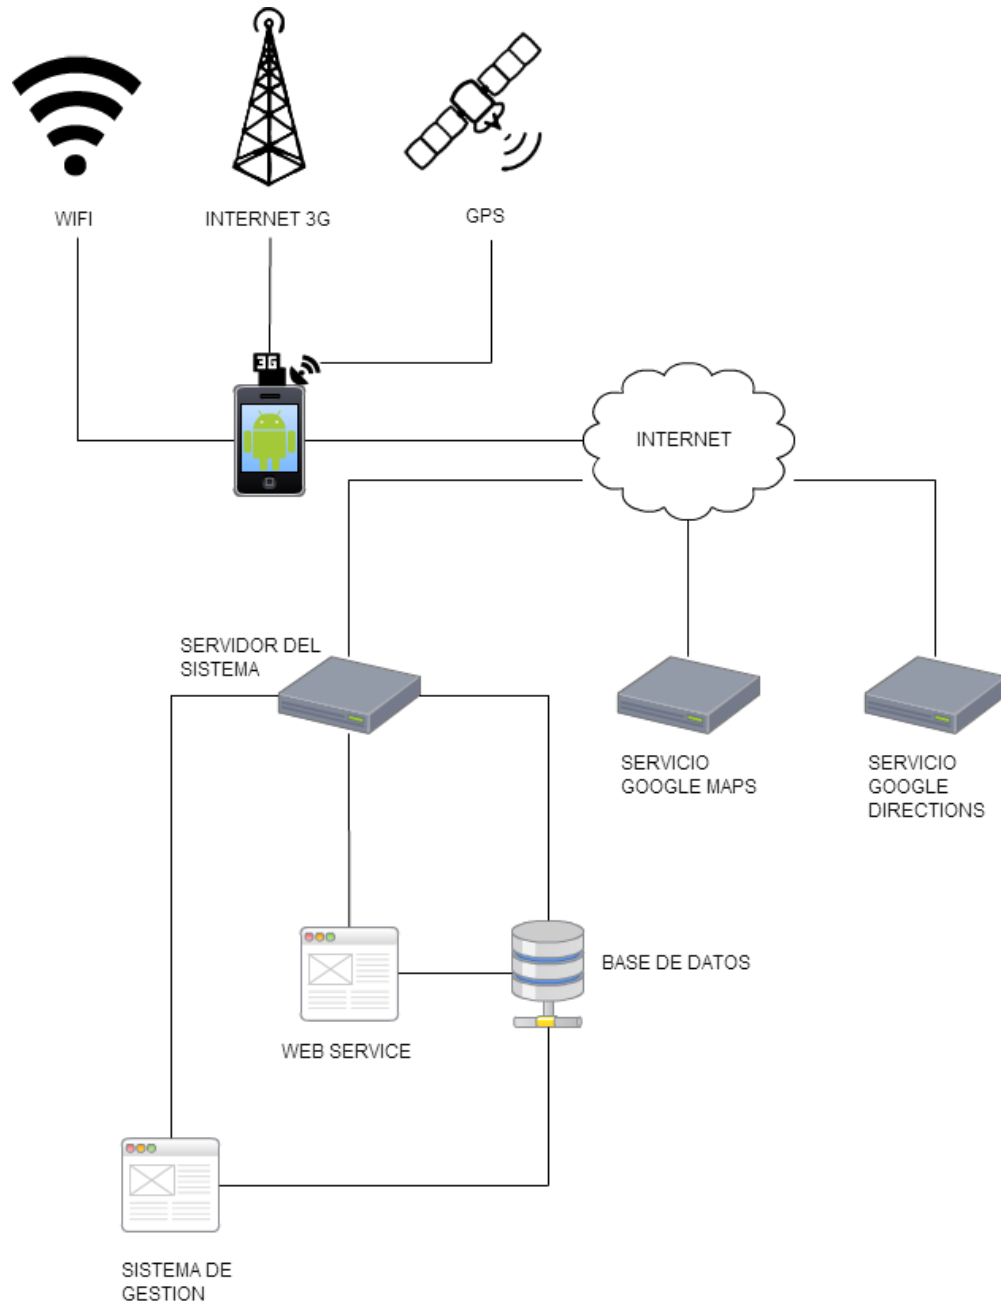 WIFI
INTERNET 3G
GPS
3G
INTERNET
SERVIDOR DEL
SISTEMA
SERVICIO
GOOGLE MAPS
SERVICIO
GOOGLE
DIRECTIONS
BASE DE DATOS
WEB SERVICE
SISTEMA DE
GESTION